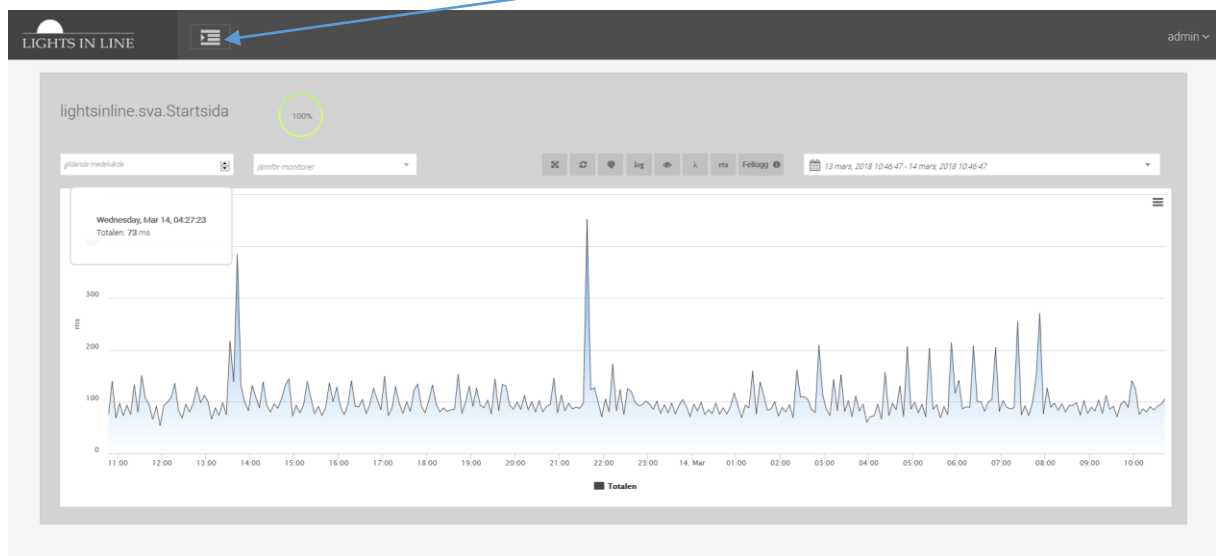 LIGHTS IN LINE
admin
lightsinline.sva.Startsida
100%
glidande medelvärde
jämför monitorer
log
λ
rta
Fellogg
13 mars, 2018 10:46:47 - 14 mars, 2018 10:46:47
Wednesday, Mar 14, 04:27:23
Totalen: 73 ms
300
200
100
0
ms
11:00 12:00 13:00 14:00 15:00 16:00 17:00 18:00 19:00 20:00 21:00 22:00 23:00 14. Mar 01:00 02:00 03:00 04:00 05:00 06:00 07:00 08:00 09:00 10:00
Totalen